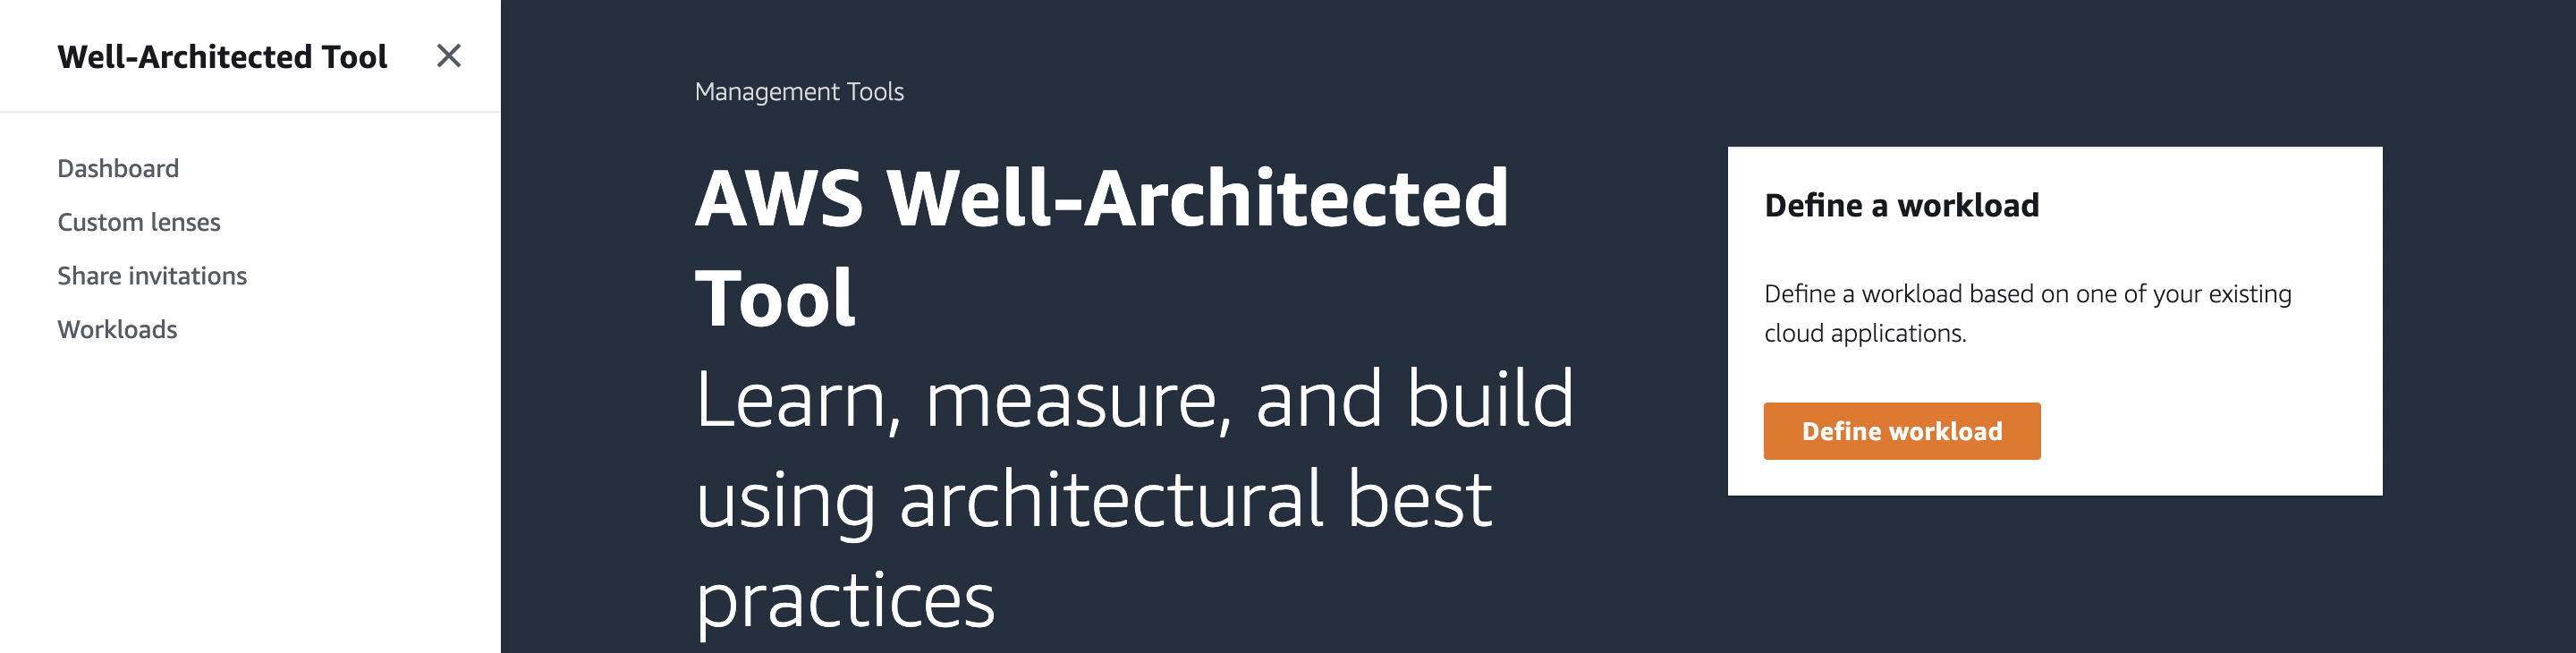 Well-Architected Tool
Dashboard
Custom lenses
Share invitations
Workloads
Management Tools
AWS Well-Architected
Tool
Learn, measure, and build
using architectural best
practices
Define a workload
Define a workload based on one of your existing
cloud applications.
Define workload